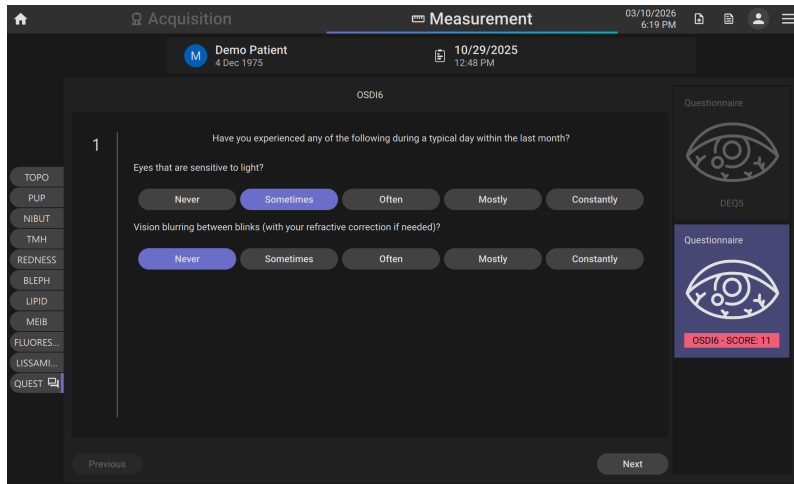 Acquisition
Measurement
03/10/2026
6:19 PM
M
Demo Patient
4 Dec 1975
10/29/2025
12:48 PM
TOPO
PUP
NIBUT
TMH
REDNESS
BLEPH
LIPID
MEIB
FLUORES...
LISSAMI...
QUEST
OSDI6
1
Have you experienced any of the following during a typical day within the last month?
Eyes that are sensitive to light?
Never Sometimes Often Mostly Constantly
Vision blurring between blinks (with your refractive correction if needed)?
Never Sometimes Often Mostly Constantly
Previous
Next
Questionnaire
DEQ5
Questionnaire
OSDI6 - SCORE: 11